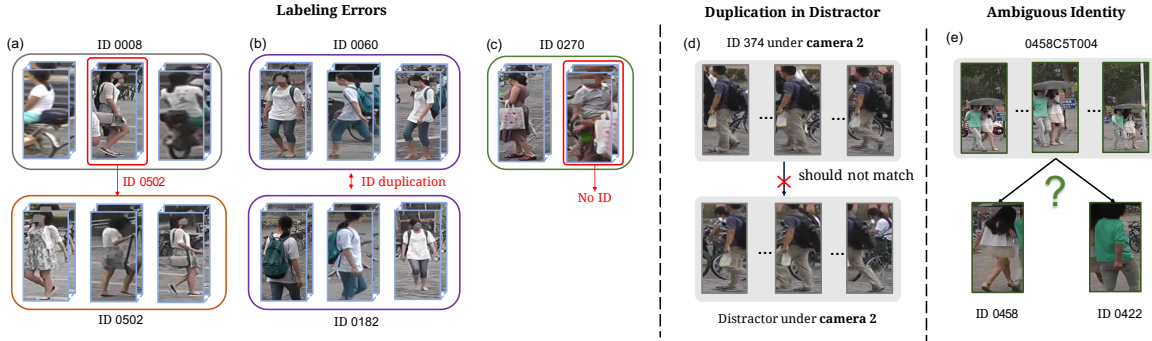 Labeling Errors
Duplication in Distractor
Ambiguous Identity
(a)
ID 0008
(b)
ID 0060
(c)
ID 0270
(d)
ID 374 under camera 2
(e)
0458C5T004
...
...
...
...
ID 0502
ID duplication
No ID
should not match
?
...
...
ID 0502
ID 0182
Distractor under camera 2
ID 0458
ID 0422